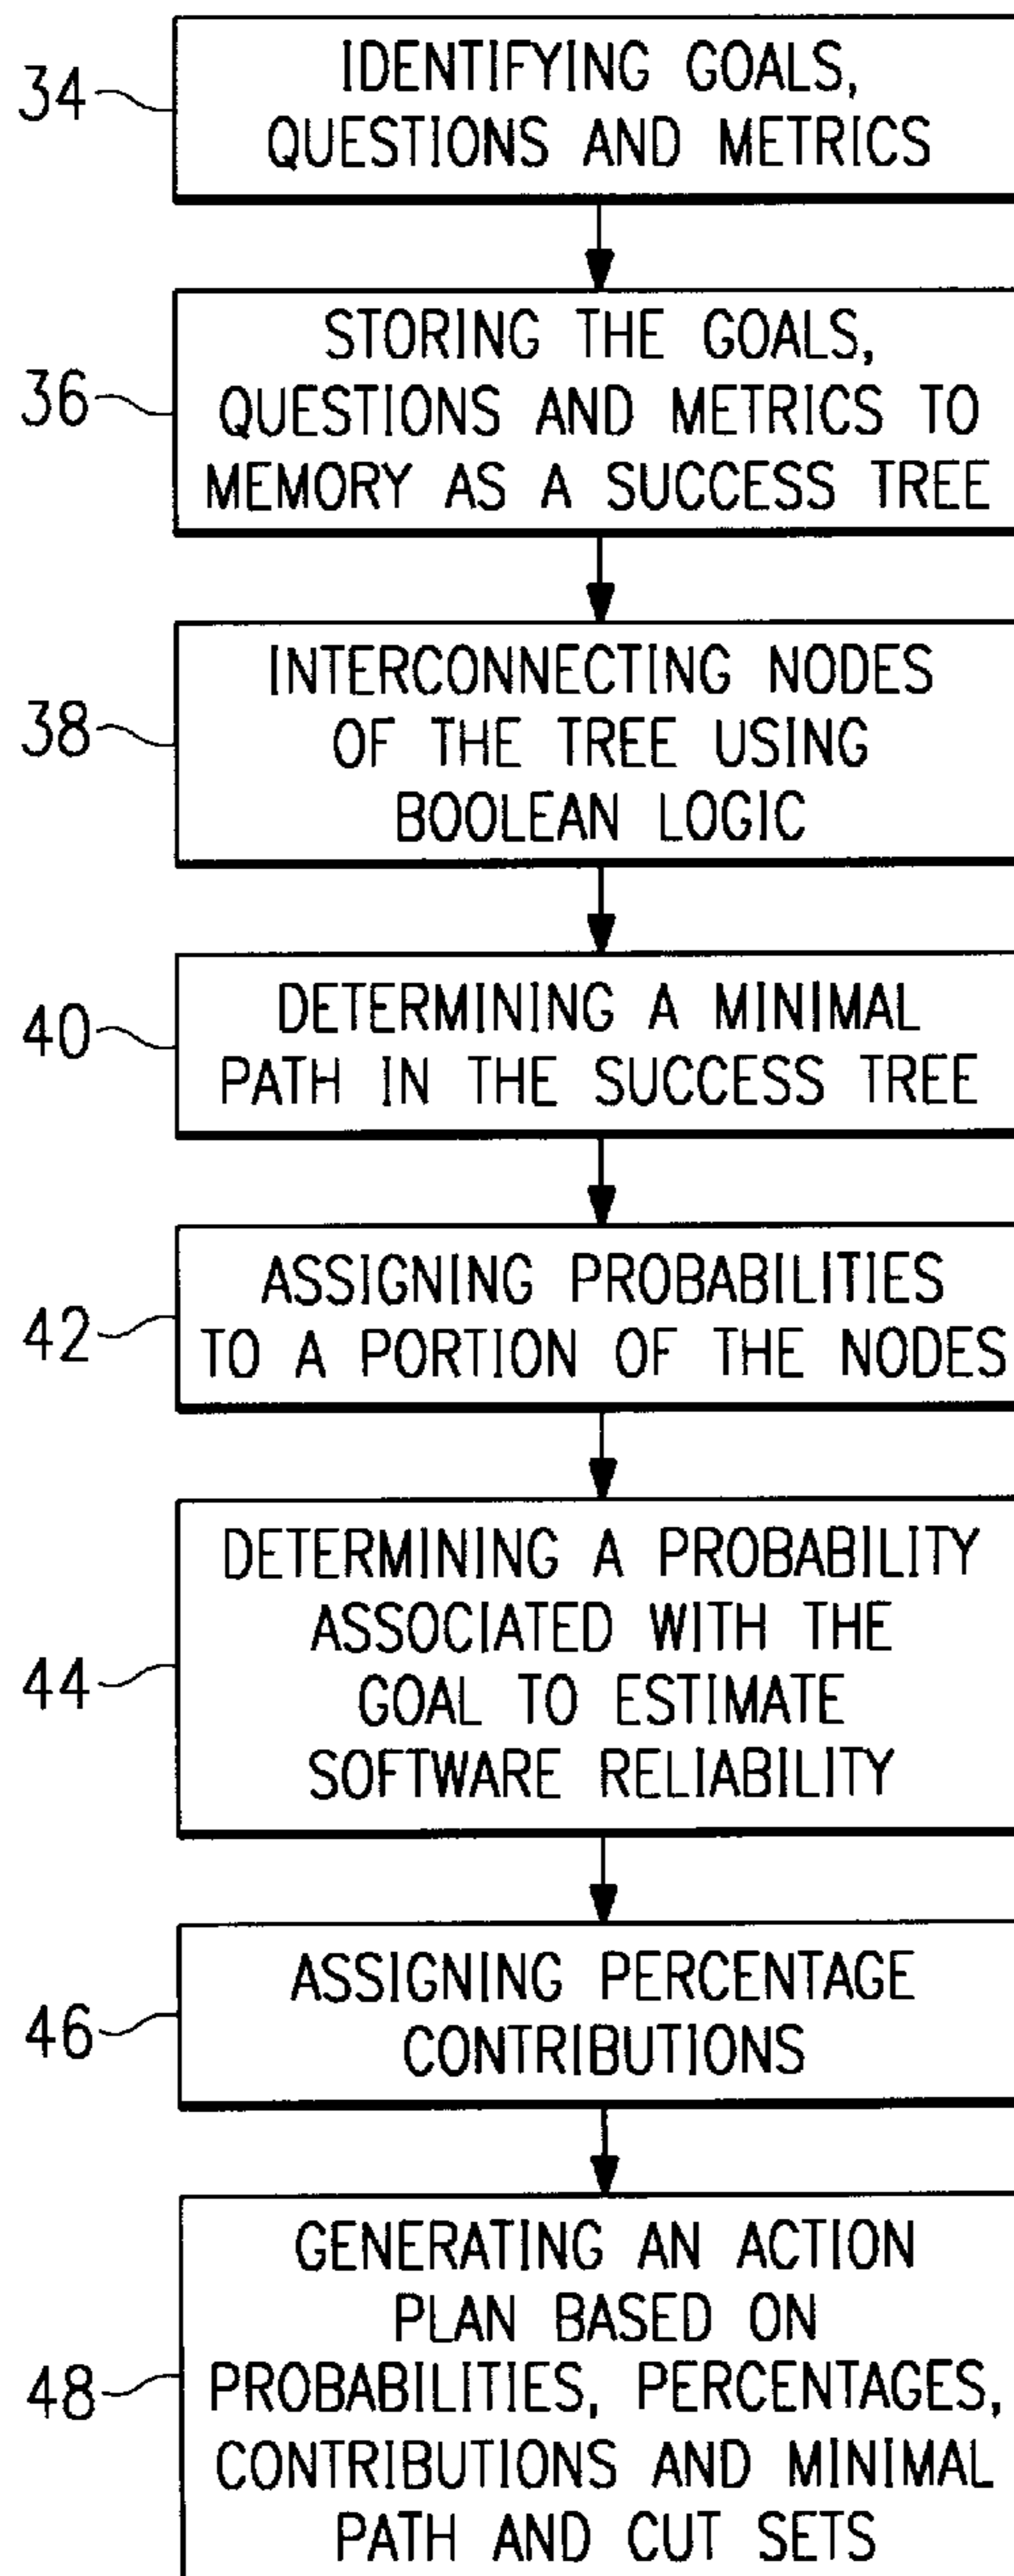 34
IDENTIFYING GOALS,
QUESTIONS AND METRICS
36
STORING THE GOALS,
QUESTIONS AND METRICS TO
MEMORY AS A SUCCESS TREE
38
INTERCONNECTING NODES
OF THE TREE USING
BOOLEAN LOGIC
40
DETERMINING A MINIMAL
PATH IN THE SUCCESS TREE
42
ASSIGNING PROBABILITIES
TO A PORTION OF THE NODES
44
DETERMINING A PROBABILITY
ASSOCIATED WITH THE
GOAL TO ESTIMATE
SOFTWARE RELIABILITY
46
ASSIGNING PERCENTAGE
CONTRIBUTIONS
48
GENERATING AN ACTION
PLAN BASED ON
PROBABILITIES, PERCENTAGES,
CONTRIBUTIONS AND MINIMAL
PATH AND CUT SETS